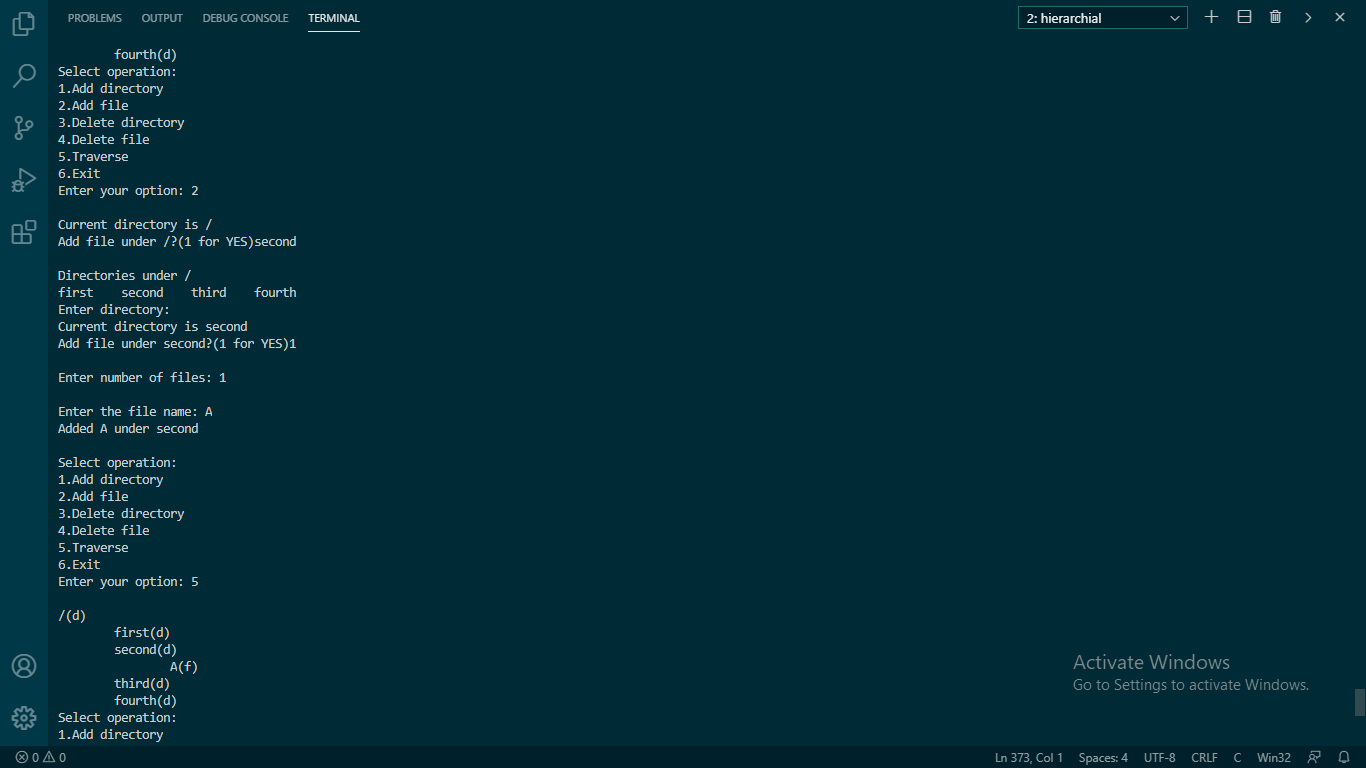 PROBLEMS OUTPUT DEBUG CONSOLE TERMINAL 2: hierarchial
fourth(d)
Select operation:
1.Add directory
2.Add file
3.Delete directory
4.Delete file
5.Traverse
6.Exit
Enter your option: 2
Current directory is /
Add file under /?(1 for YES)second
Directories under /
first second third fourth
Enter directory:
Current directory is second
Add file under second?(1 for YES)1
Enter number of files: 1
Enter the file name: A
Added A under second
Select operation:
1.Add directory
2.Add file
3.Delete directory
4.Delete file
5.Traverse
6.Exit
Enter your option: 5
/(d)
first(d)
second(d)
A(f)
third(d)
fourth(d)
Select operation:
1.Add directory
Activate Windows
Go to Settings to activate Windows.
0 0 Ln 373, Col 1 Spaces: 4 UTF-8 CRLF C Win32